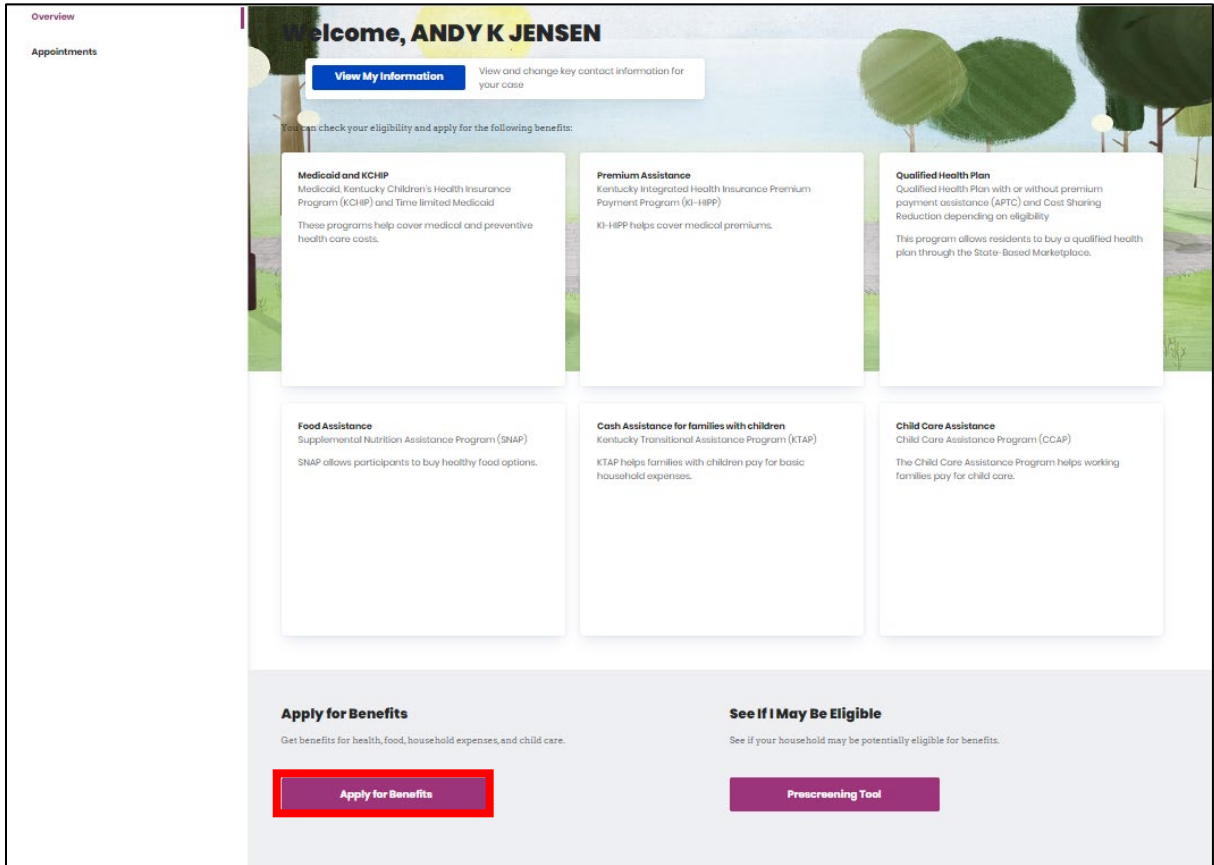 Overview
Appointments
Welcome, ANDY K JENSEN
View My Information
View and change key contact information for
your case
You can check your eligibility and apply for the following benefits:
Medicaid and KCHIP
Medicaid, Kentucky Children's Health Insurance
Program (KCHIP) and Time limited Medicaid
These programs help cover medical and preventive
health care costs.
Premium Assistance
Kentucky Integrated Health Insurance Premium
Payment Program (KI-HIPP)
KI-HIPP helps cover medical premiums.
Qualified Health Plan
Qualified Health Plan with or without premium
payment assistance (APTC) and Cost Sharing
Reduction depending on eligibility
This program allows residents to buy a qualified health
plan through the State-Based Marketplace.
Food Assistance
Supplemental Nutrition Assistance Program (SNAP)
SNAP allows participants to buy healthy food options.
Cash Assistance for families with children
Kentucky Transitional Assistance Program (KTAP)
KTAP helps families with children pay for basic
household expenses.
Child Care Assistance
Child Care Assistance Program (CCAP)
The Child Care Assistance Program helps working
families pay for child care.
Apply for Benefits
Get benefits for health, food, household expenses, and child care.
Apply for Benefits
See If I May Be Eligible
See if your household may be potentially eligible for benefits.
Prescreening Tool